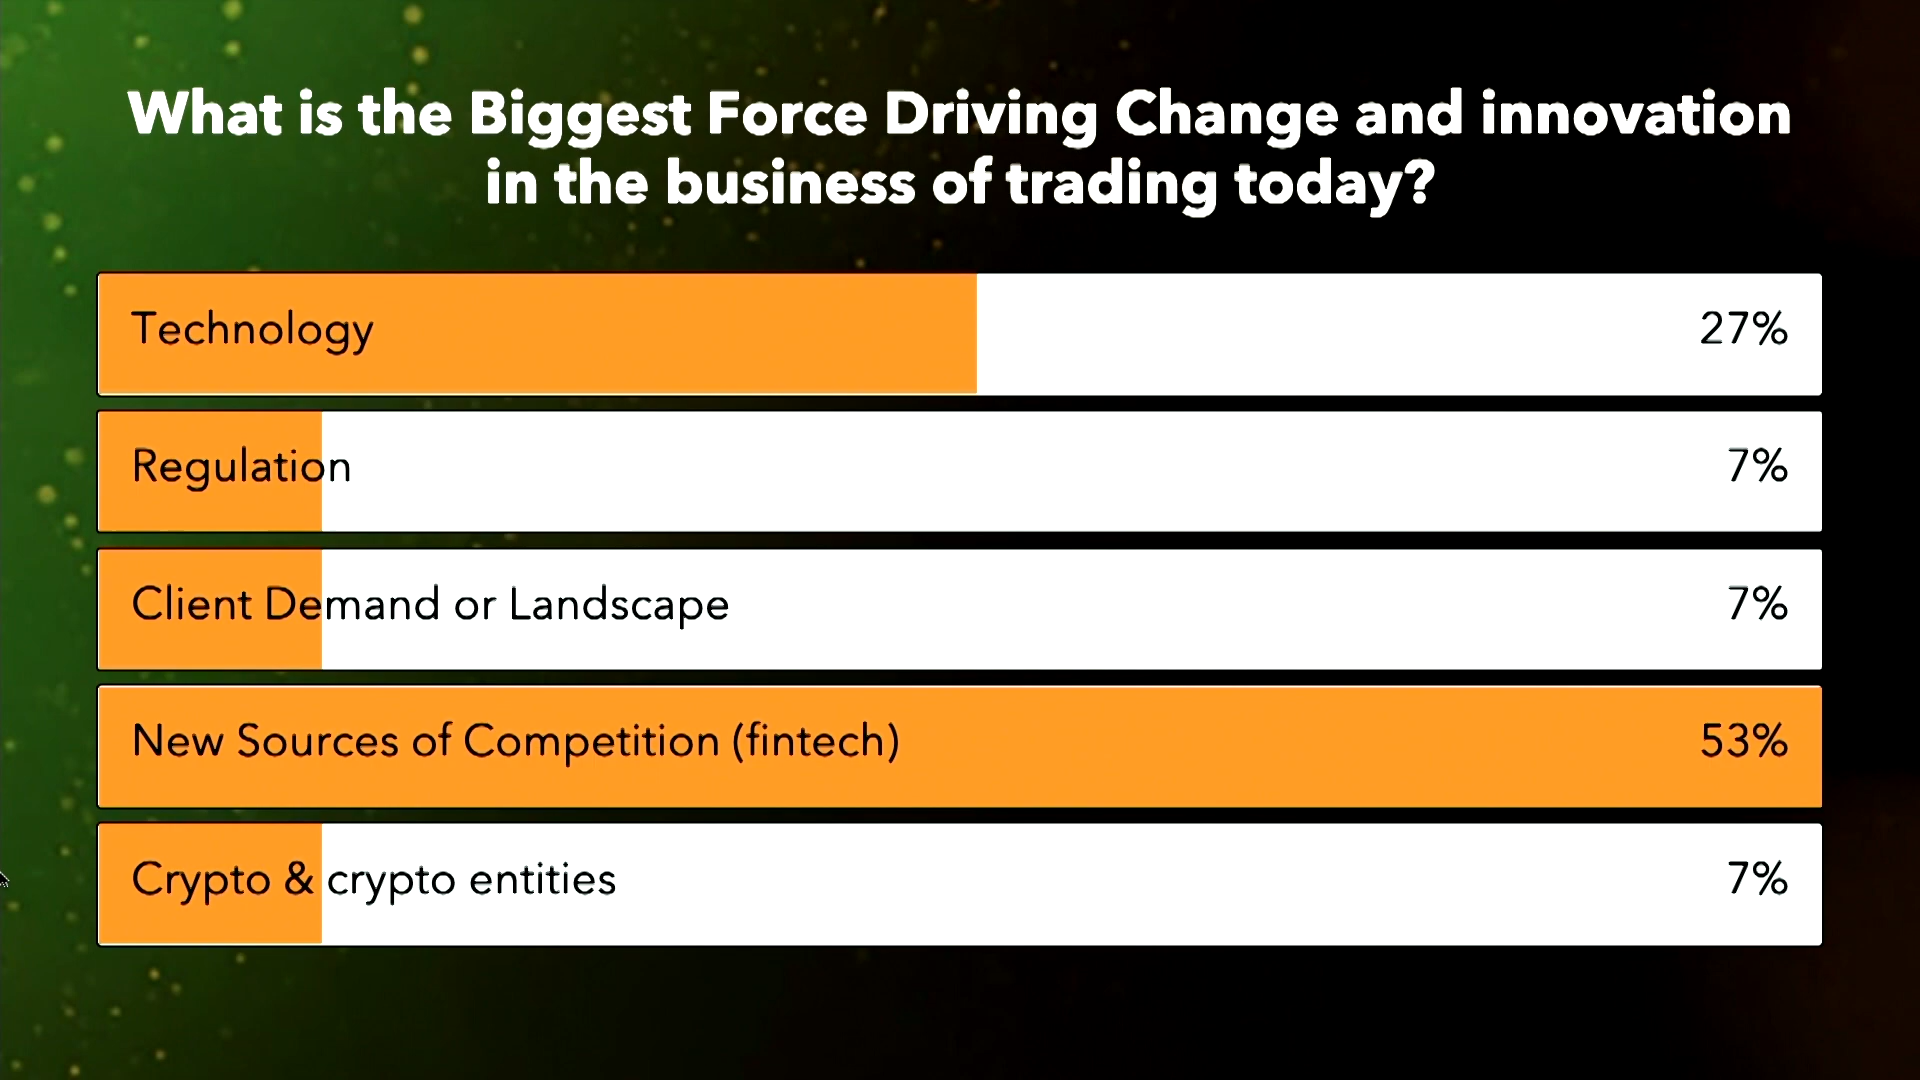 What is the Biggest Force Driving Change and innovation
in the business of trading today?
Technology 27%
Regulation 7%
Client Demand or Landscape 7%
New Sources of Competition (fintech) 53%
Crypto & crypto entities 7%